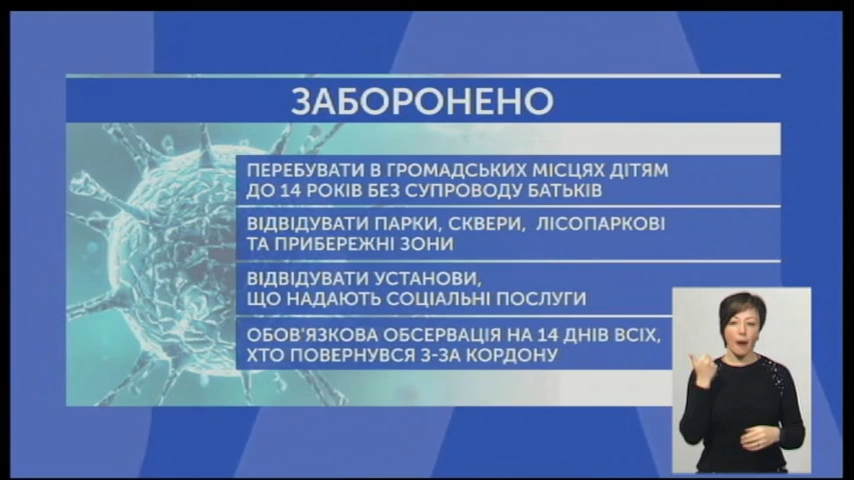 ЗАБОРОНЕНО
ПЕРЕБУВАТИ В ГРОМАДСЬКИХ МІСЦЯХ ДІТЯМ
ДО 14 РОКІВ БЕЗ СУПРОВОДУ БАТЬКІВ
ВІДВІДУВАТИ ПАРКИ, СКВЕРИ, ЛІСОПАРКОВІ
ТА ПРИБЕРЕЖНІ ЗОНИ
ВІДВІДУВАТИ УСТАНОВИ,
ЩО НАДАЮТЬ СОЦІАЛЬНІ ПОСЛУГИ
ОБОВ'ЯЗКОВА ОБСЕРВАЦІЯ НА 14 ДНІВ ВСІХ,
ХТО ПОВЕРНУВСЯ З-ЗА КОРДОНУ